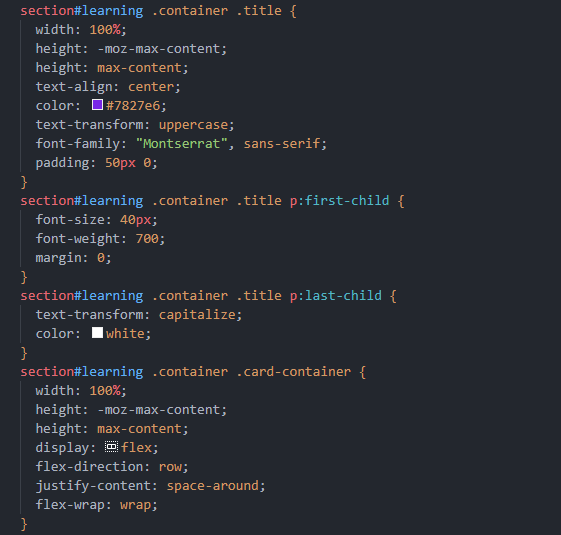 section#learning .container .title {
  width: 100%;
  height: -moz-max-content;
  height: max-content;
  text-align: center;
  color: #7827e6;
  text-transform: uppercase;
  font-family: "Montserrat", sans-serif;
  padding: 50px 0;
}
section#learning .container .title p:first-child {
  font-size: 40px;
  font-weight: 700;
  margin: 0;
}
section#learning .container .title p:last-child {
  text-transform: capitalize;
  color: white;
}
section#learning .container .card-container {
  width: 100%;
  height: -moz-max-content;
  height: max-content;
  display: flex;
  flex-direction: row;
  justify-content: space-around;
  flex-wrap: wrap;
}